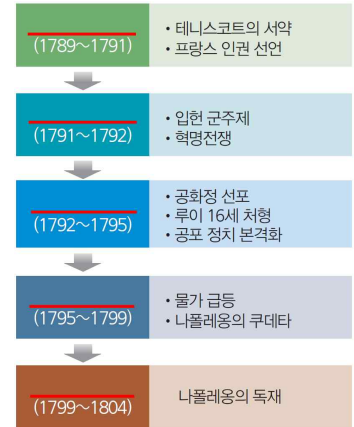 (1789~1791)
• 테니스코트의 서약
• 프랑스 인권 선언
(1791~1792)
• 입헌 군주제
• 혁명전쟁
(1792~1795)
• 공화정 선포
• 루이 16세 처형
• 공포 정치 본격화
(1795~1799)
• 물가 급등
• 나폴레옹의 쿠데타
(1799~1804)
나폴레옹의 독재